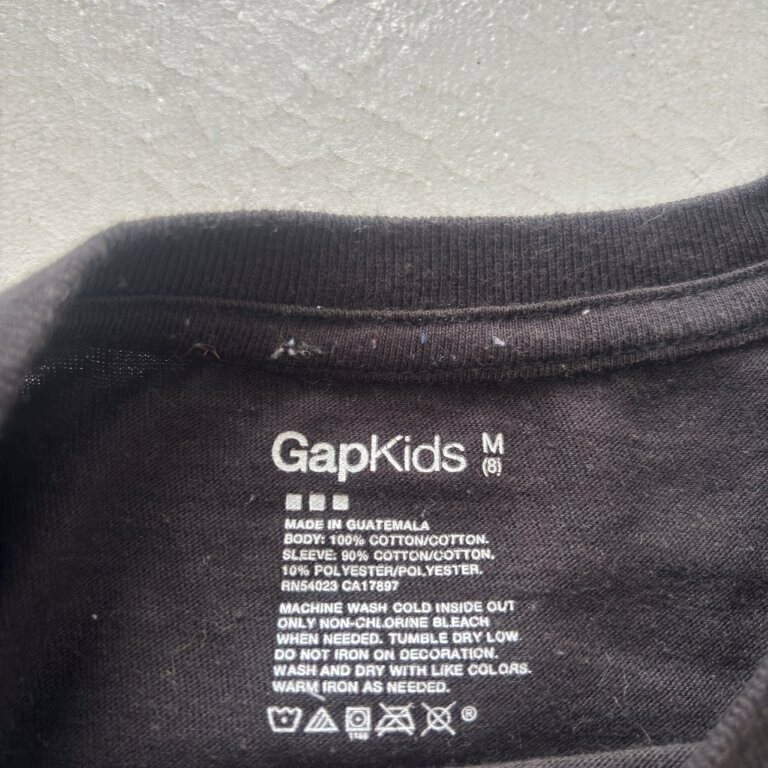 GapKids M
(8)
MADE IN GUATEMALA
BODY: 100% COTTON/COTTON.
SLEEVE: 90% COTTON/COTTON,
10% POLYESTER/POLYESTER.
RN54023 CA17897
MACHINE WASH COLD INSIDE OUT
ONLY NON-CHLORINE BLEACH
WHEN NEEDED. TUMBLE DRY LOW
DO NOT IRON ON DECORATION.
WASH AND DRY WITH LIKE COLORS.
WARM IRON AS NEEDED.
®